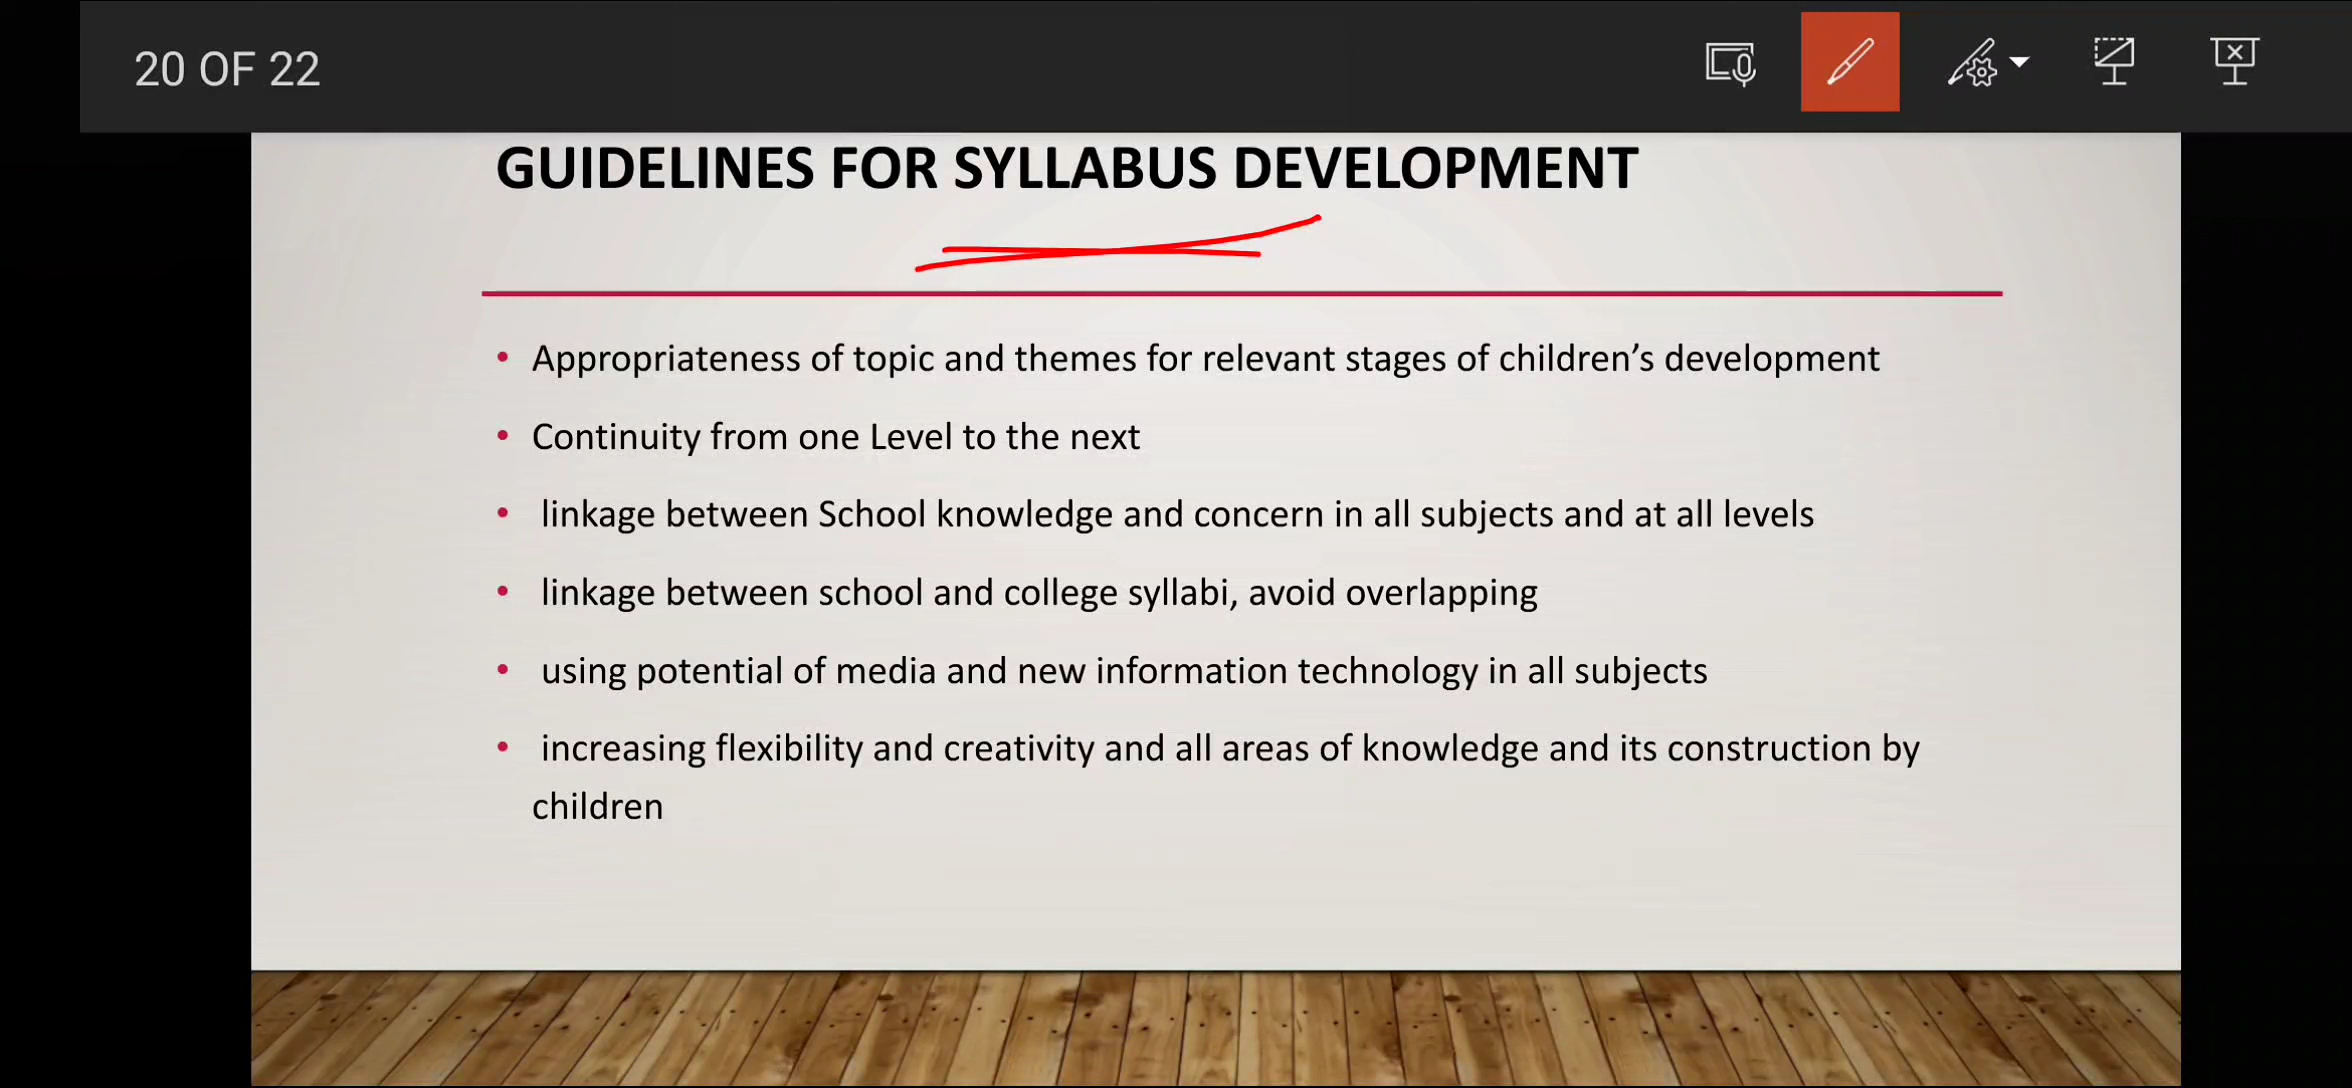 20 OF 22
GUIDELINES FOR SYLLABUS DEVELOPMENT
• Appropriateness of topic and themes for relevant stages of children’s development
• Continuity from one Level to the next
• linkage between School knowledge and concern in all subjects and at all levels
• linkage between school and college syllabi, avoid overlapping
• using potential of media and new information technology in all subjects
• increasing flexibility and creativity and all areas of knowledge and its construction by
children